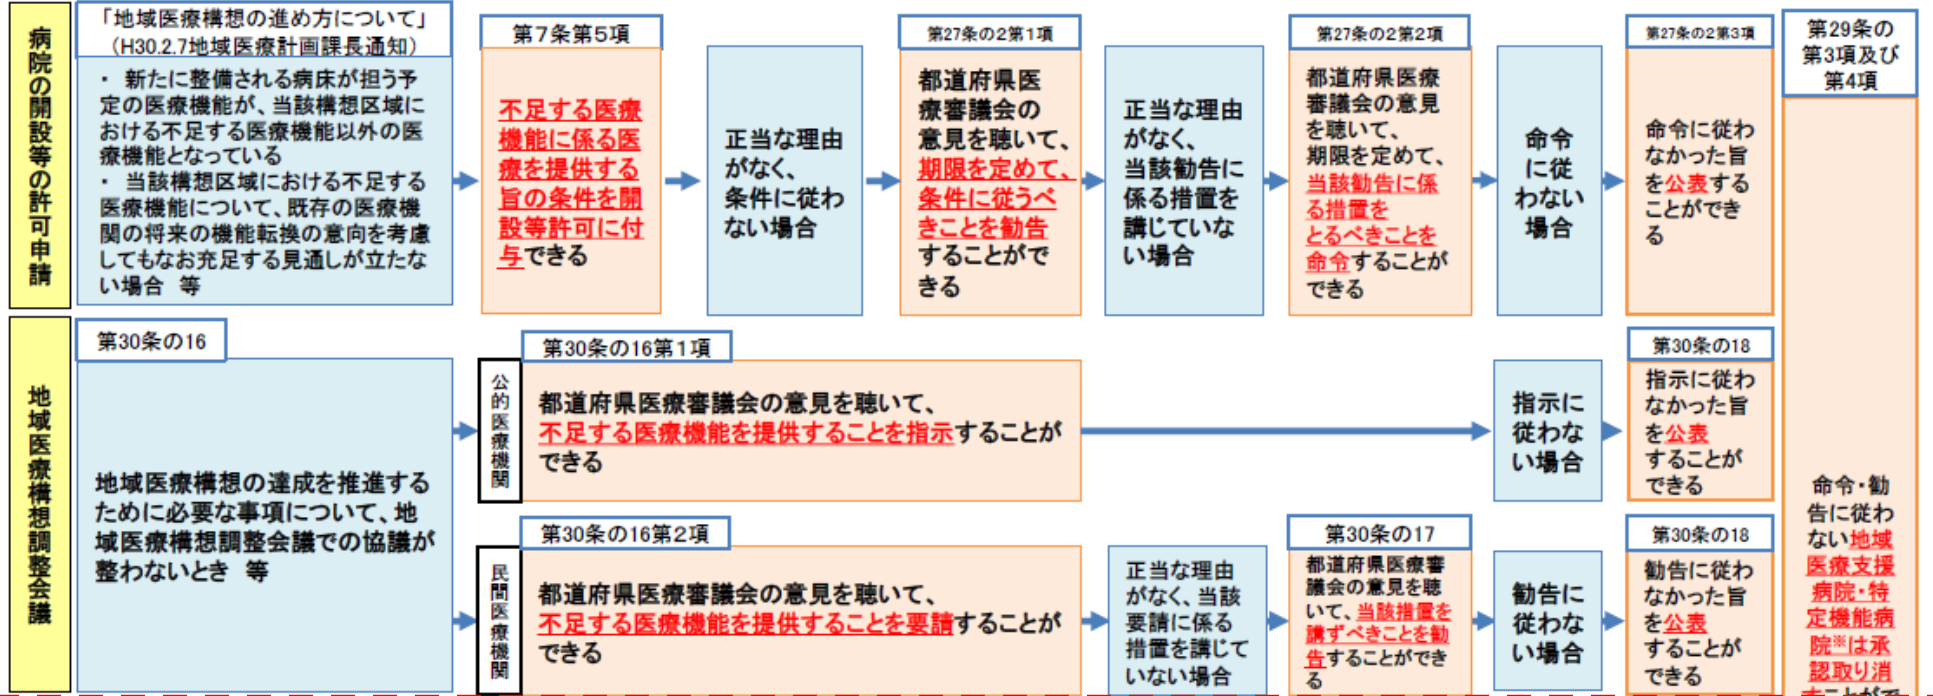 病院の開設等の許可申請
「地域医療構想の進め方について」
（H30.2.7地域医療計画課長通知）
・ 新たに整備される病床が担う予
定の医療機能が、当該構想区域に
おける不足する医療機能以外の医
療機能となっている
・ 当該構想区域における不足する
医療機能について、既存の医療機
関の将来の機能転換の意向を考慮
してもなお充足する見通しが立たな
い場合 等
第7条第5項
不足する医療
機能に係る医
療を提供する
旨の条件を開
設等許可に付
与できる
正当な理由
がなく、
条件に従わ
ない場合
第27条の2第1項
都道府県医
療審議会の
意見を聴いて、
期限を定めて、
条件に従うべ
きことを勧告
することがで
きる
正当な理由
がなく、
当該勧告に
係る措置を
講じていな
い場合
第27条の2第2項
都道府県医療
審議会の意見
を聴いて、
期限を定めて、
当該勧告に係
る措置を
とるべきことを
命令することが
できる
命令
に従
わない
場合
第27条の2第3項
命令に従わ
なかった旨
を公表する
ことができ
る
第29条の
第3項及び
第4項
命令・勧
告に従わ
ない地域
医療支援
病院・特
定機能病
院※は承
認取り消
すことがで
地域医療構想調整会議
第30条の16
地域医療構想の達成を推進する
ために必要な事項について、地
域医療構想調整会議での協議が
整わないとき 等
公的医療機関
第30条の16第1項
都道府県医療審議会の意見を聴いて、
不足する医療機能を提供することを指示することが
できる
指示に
従わな
い場合
第30条の18
指示に従わ
なかった旨
を公表
することが
できる
民間医療機関
第30条の16第2項
都道府県医療審議会の意見を聴いて、
不足する医療機能を提供することを要請することが
できる
正当な理由
がなく、当該
要請に係る
措置を講じて
いない場合
第30条の17
都道府県医療審
議会の意見を聴
いて、当該措置を
講ずべきことを勧
告することができ
る
勧告に
従わな
い場合
第30条の18
勧告に従わ
なかった旨
を公表
することが
できる